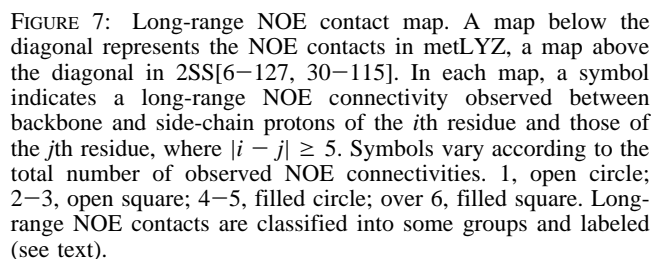 FIGURE 7: Long-range NOE contact map. A map below the
diagonal represents the NOE contacts in metLYZ, a map above
the diagonal in 2SS[6−127, 30−115]. In each map, a symbol
indicates a long-range NOE connectivity observed between
backbone and side-chain protons of the ith residue and those of
the jth residue, where |i − j| ≥ 5. Symbols vary according to the
total number of observed NOE connectivities. 1, open circle;
2−3, open square; 4−5, filled circle; over 6, filled square. Long-
range NOE contacts are classified into some groups and labeled
(see text).